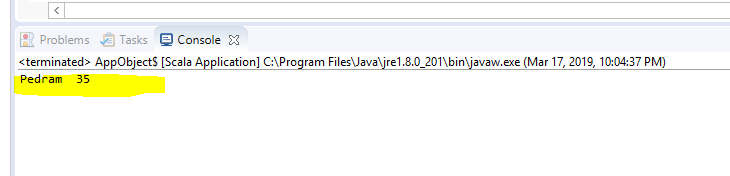 Problems Tasks Console
<terminated> AppObject$ [Scala Application] C:\Program Files\Java\jre1.8.0_201\bin\javaw.exe (Mar 17, 2019, 10:04:37 PM)
Pedram  35